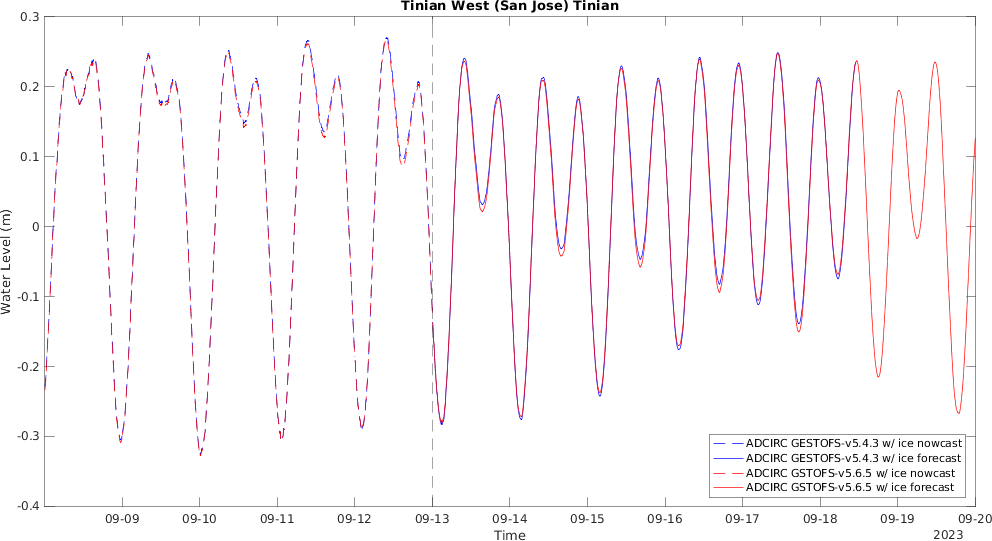 Tinian West (San Jose) Tinian
0.3
0.2
0.1
0
-0.1
-0.2
-0.3
-0.4
Water Level (m)
ADCIRC GESTOFS-v5.4.3 w/ ice nowcast
ADCIRC GESTOFS-v5.4.3 w/ ice forecast
ADCIRC GSTOFS-v5.6.5 w/ ice nowcast
ADCIRC GSTOFS-v5.6.5 w/ ice forecast
09-09 09-10 09-11 09-12 09-13 09-14 09-15 09-16 09-17 09-18 09-19 09-20
Time
2023